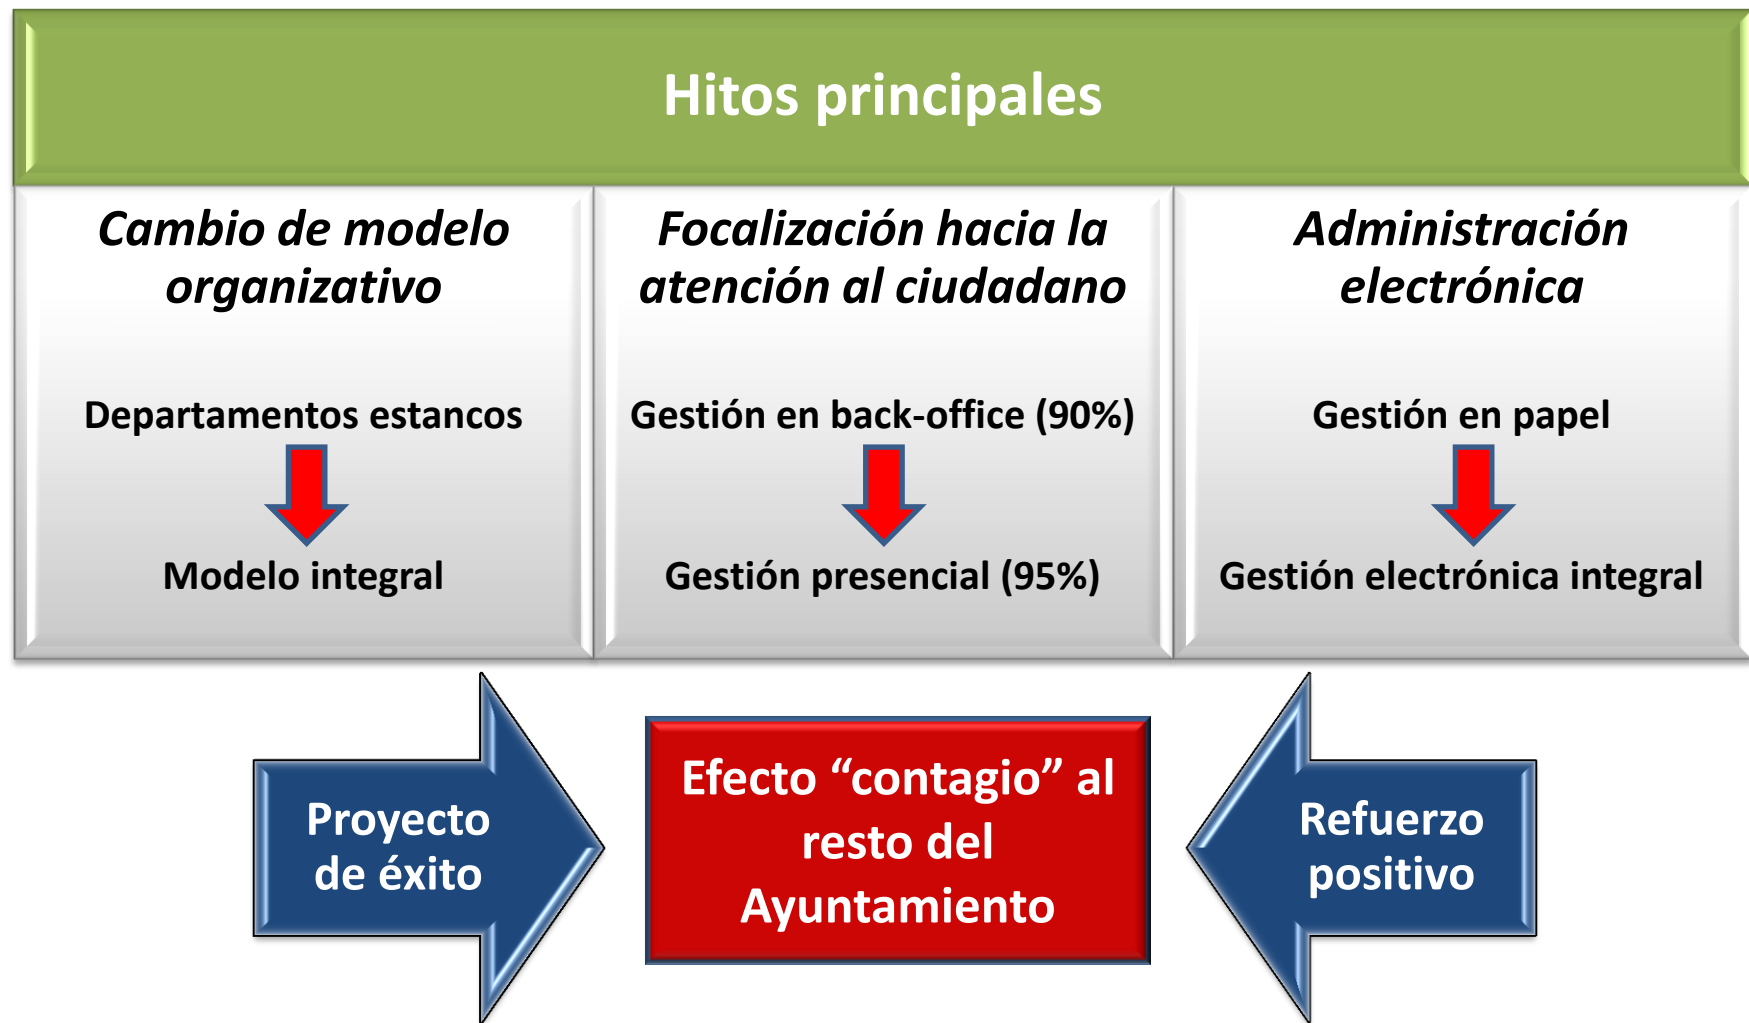 Hitos principales
Cambio de modelo
organizativo
Departamentos estancos
Modelo integral
Focalización hacia la
atención al ciudadano
Gestión en back-office (90%)
Gestión presencial (95%)
Administración
electrónica
Gestión en papel
Gestión electrónica integral
Proyecto
de éxito
Efecto “contagio” al
resto del
Ayuntamiento
Refuerzo
positivo